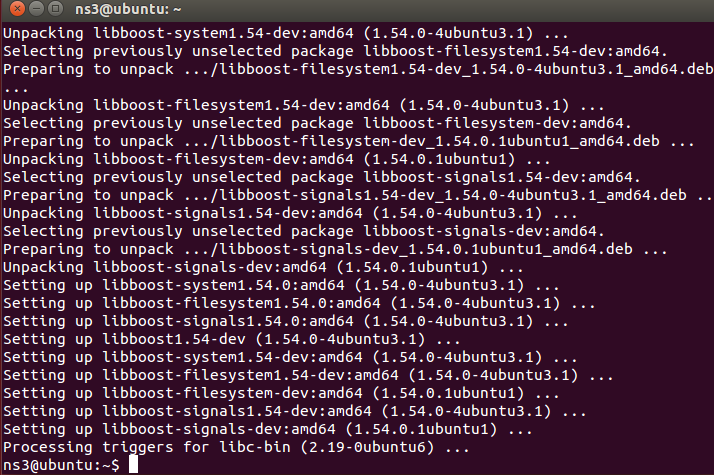 ns3@ubuntu: ~
Unpacking libboost-system1.54-dev:amd64 (1.54.0-4ubuntu3.1) ...
Selecting previously unselected package libboost-filesystem1.54-dev:amd64.
Preparing to unpack .../libboost-filesystem1.54-dev_1.54.0-4ubuntu3.1_amd64.deb
...
Unpacking libboost-filesystem1.54-dev:amd64 (1.54.0-4ubuntu3.1) ...
Selecting previously unselected package libboost-filesystem-dev:amd64.
Preparing to unpack .../libboost-filesystem-dev_1.54.0.1ubuntu1_amd64.deb ...
Unpacking libboost-filesystem-dev:amd64 (1.54.0.1ubuntu1) ...
Selecting previously unselected package libboost-signals1.54-dev:amd64.
Preparing to unpack .../libboost-signals1.54-dev_1.54.0-4ubuntu3.1_amd64.deb ..
Unpacking libboost-signals1.54-dev:amd64 (1.54.0-4ubuntu3.1) ...
Selecting previously unselected package libboost-signals-dev:amd64.
Preparing to unpack .../libboost-signals-dev_1.54.0.1ubuntu1_amd64.deb ...
Unpacking libboost-signals-dev:amd64 (1.54.0.1ubuntu1) ...
Setting up libboost-system1.54.0:amd64 (1.54.0-4ubuntu3.1) ...
Setting up libboost-filesystem1.54.0:amd64 (1.54.0-4ubuntu3.1) ...
Setting up libboost-signals1.54.0:amd64 (1.54.0-4ubuntu3.1) ...
Setting up libboost1.54-dev (1.54.0-4ubuntu3.1) ...
Setting up libboost-system1.54-dev:amd64 (1.54.0-4ubuntu3.1) ...
Setting up libboost-filesystem1.54-dev:amd64 (1.54.0-4ubuntu3.1) ...
Setting up libboost-filesystem-dev:amd64 (1.54.0.1ubuntu1) ...
Setting up libboost-signals1.54-dev:amd64 (1.54.0-4ubuntu3.1) ...
Setting up libboost-signals-dev:amd64 (1.54.0.1ubuntu1) ...
Processing triggers for libc-bin (2.19-0ubuntu6) ...
ns3@ubuntu:~$